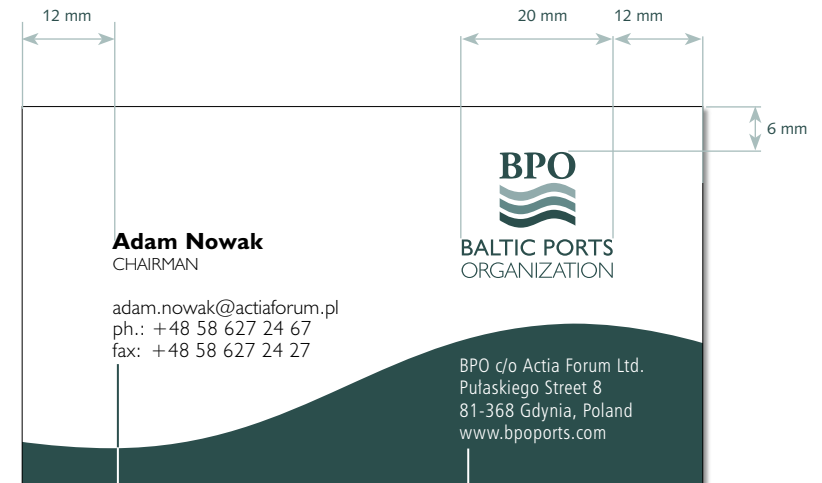 12 mm
20 mm
12 mm
6 mm
BPO
BALTIC PORTS
ORGANIZATION
Adam Nowak
CHAIRMAN
adam.nowak@actiaforum.pl
ph.: +48 58 627 24 67
fax: +48 58 627 24 27
BPO c/o Actia Forum Ltd.
Pułaskiego Street 8
81-368 Gdynia, Poland
www.bpoports.com